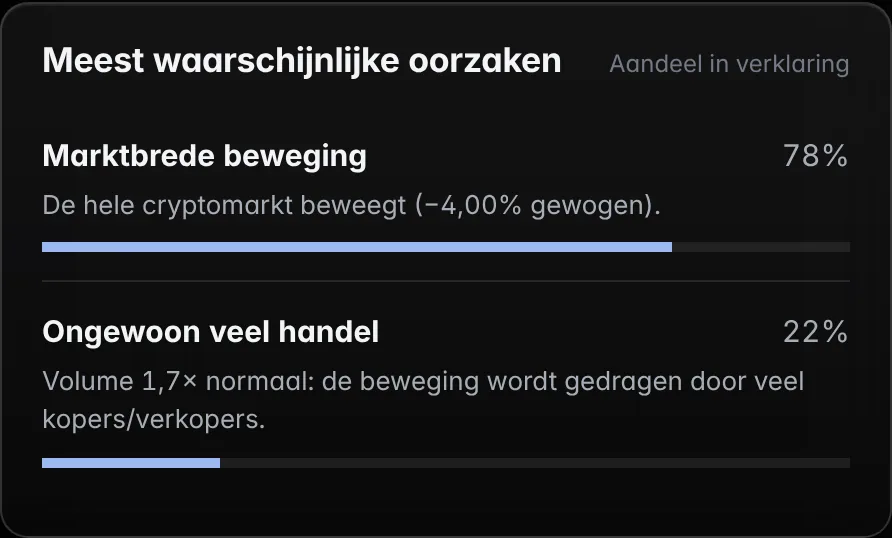 Meest waarschijnlijke oorzaken Aandeel in verklaring
Marktbrede beweging 78%
De hele cryptomarkt beweegt (−4,00% gewogen).
Ongewoon veel handel 22%
Volume 1,7× normaal: de beweging wordt gedragen door veel
kopers/verkopers.